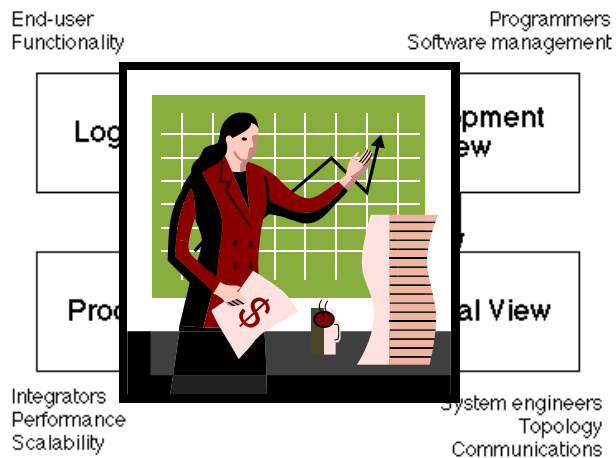 End-user
Functionality
Programmers
Software management
Log
opment
ew
Proc
al View
$
Integrators
Performance
Scalability
System engineers
Topology
Communications